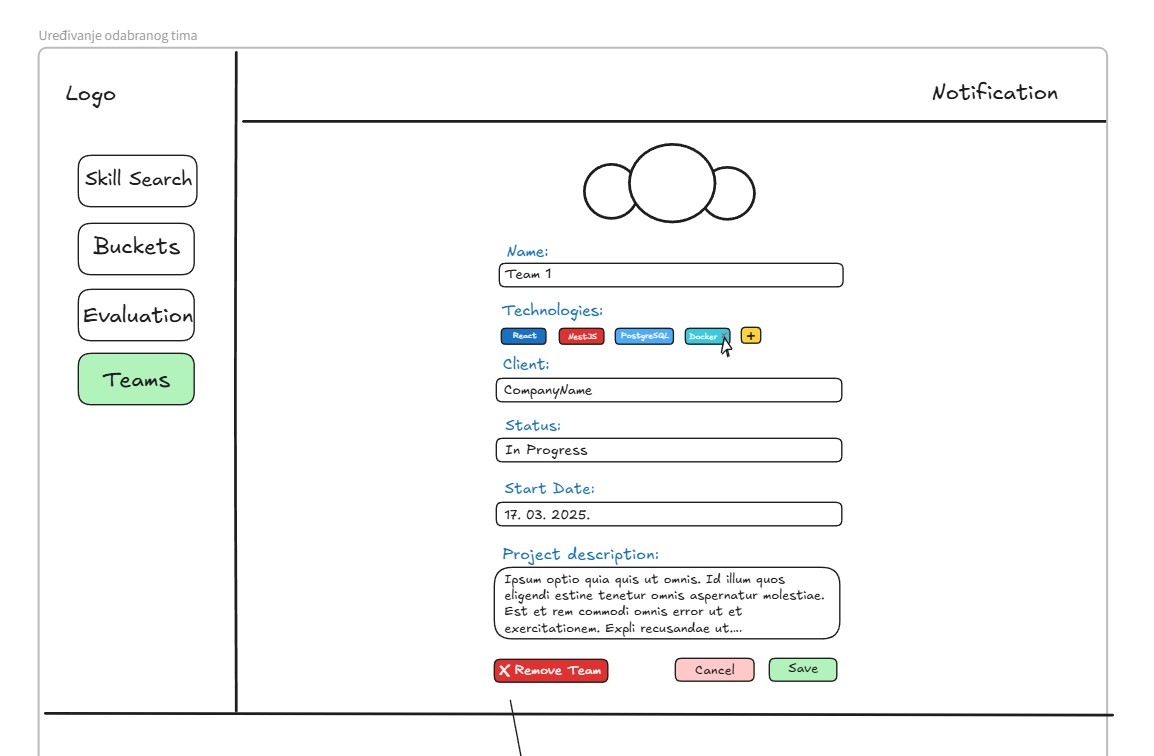 Uređivanje odabranog tima
Logo
Notification
Skill Search
Buckets
Evaluation
Teams
Name:
Team 1
Technologies:
React NestJS PostgreSQL Docker +
Client:
CompanyName
Status:
In Progress
Start Date:
17. 03. 2025.
Project description:
Ipsum optio quia quis ut omnis. Id illum quos
eligendi estine tenetur omnis aspernatur molestiae.
Est et rem commodi omnis error ut et
exercitationem. Expli recusandae ut....
X Remove Team
Cancel
Save